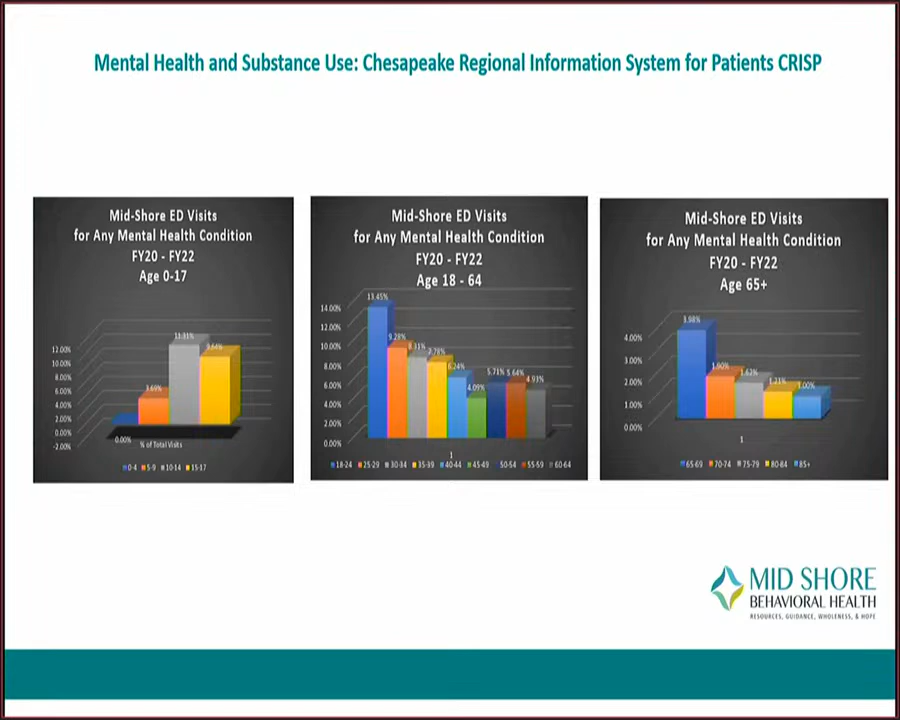 Mental Health and Substance Use: Chesapeake Regional Information System for Patients CRISP
Mid-Shore ED Visits
for Any Mental Health Condition
FY20 - FY22
Age 0-17
12.00%
10.00%
8.00%
6.00%
4.00%
2.00%
0.00%
-2.00%
0.00%
3.69%
11.31%
9.64%
% of Total Visits
0-4 5-9 10-14 15-17
Mid-Shore ED Visits
for Any Mental Health Condition
FY20 - FY22
Age 18 - 64
14.00%
12.00%
10.00%
8.00%
6.00%
4.00%
2.00%
0.00%
13.45%
9.28%
8.31%
7.78%
6.24%
4.09%
5.71%
5.64%
4.93%
1
18-24 25-29 30-34 35-39 40-44 45-49 50-54 55-59 60-64
Mid-Shore ED Visits
for Any Mental Health Condition
FY20 - FY22
Age 65+
4.00%
3.00%
2.00%
1.00%
0.00%
3.98%
1.90%
1.62%
1.21%
1.00%
1
65-69 70-74 75-79 80-84 85+
MID SHORE
BEHAVIORAL HEALTH
RESOURCES, GUIDANCE, WHOLENESS, & HOPE